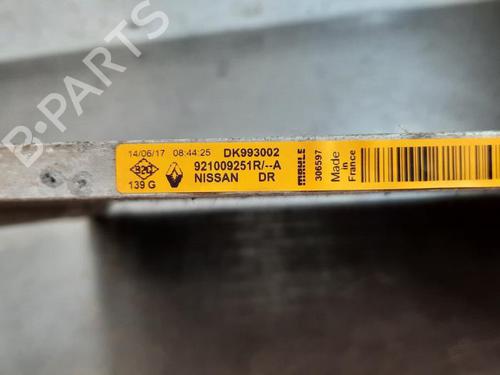 14/06/17 08:44:25 DK993002
921009251R/--A
NISSAN DR
139 G
MAHLE
306597
Made in France
B-PARTS